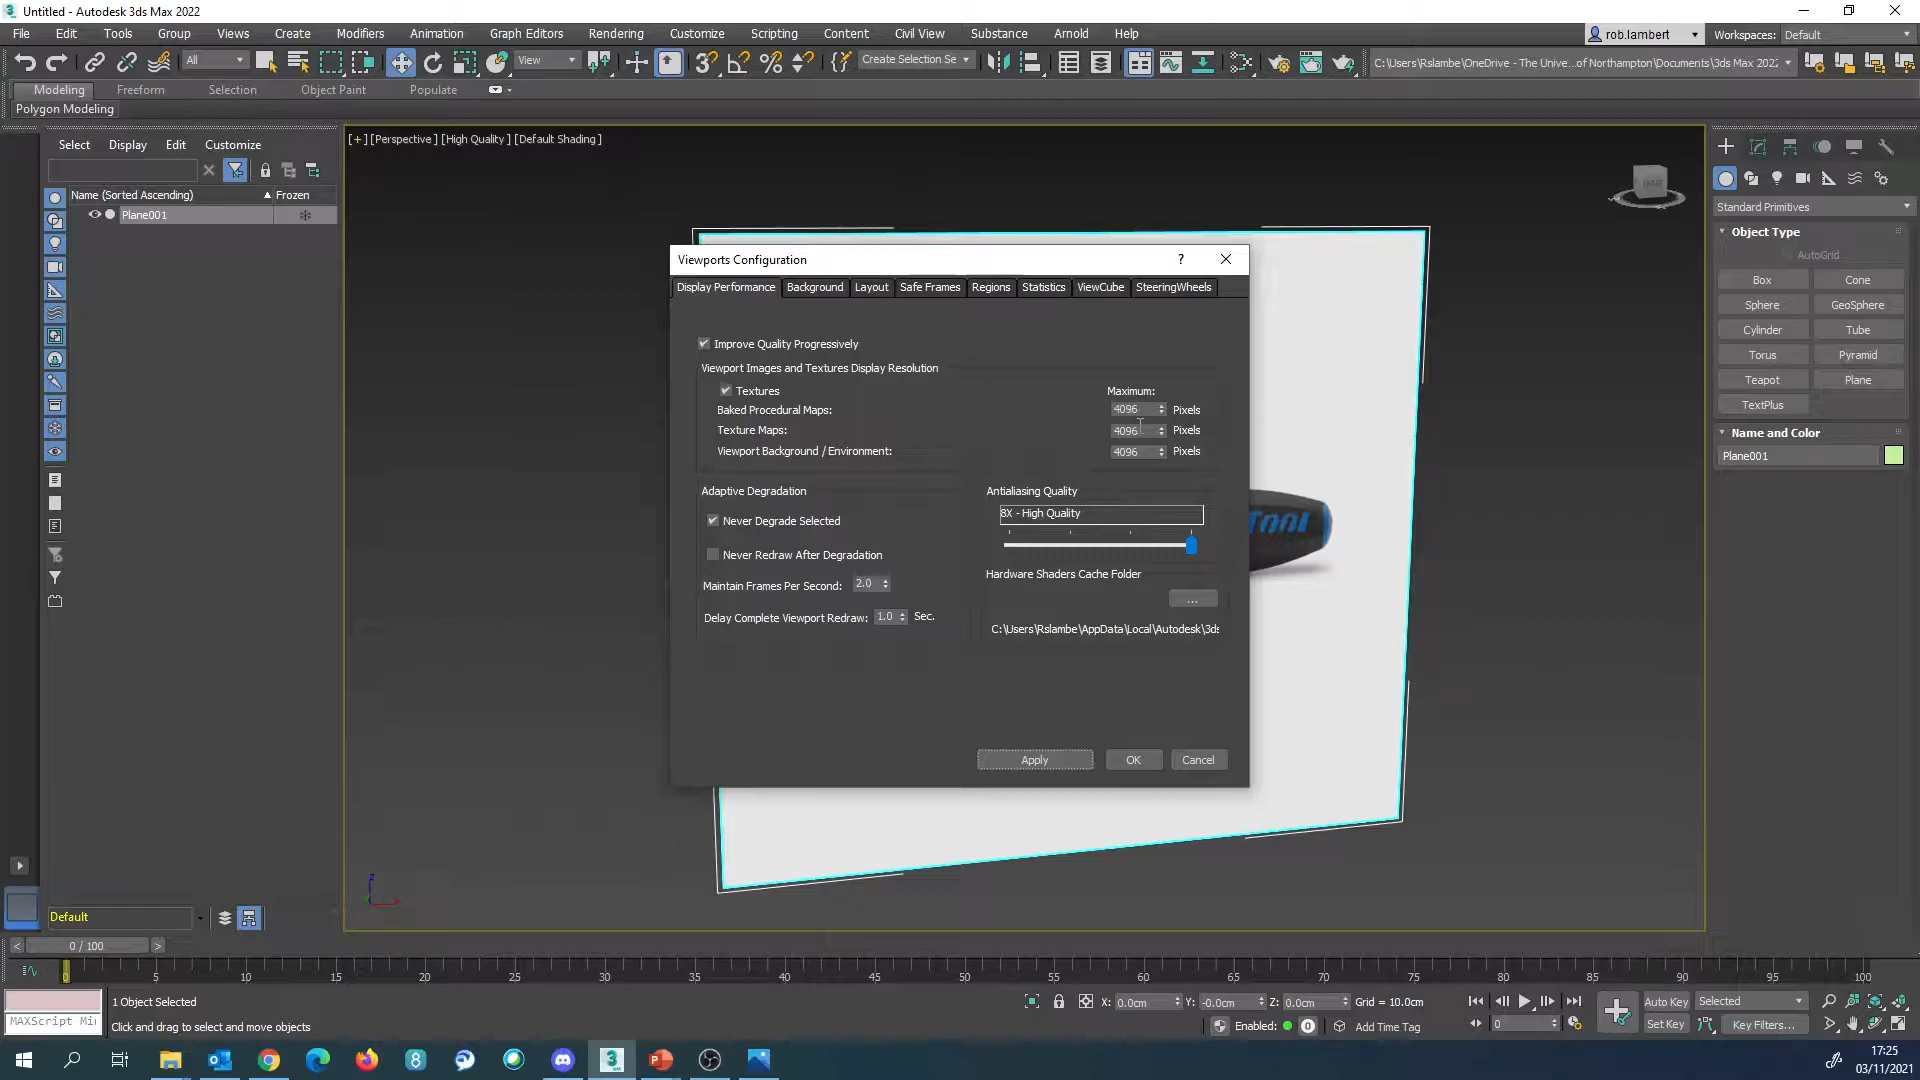 Untitled - Autodesk 3ds Max 2022
File Edit Tools Group Views Create Modifiers Animation Graph Editors Rendering Customize Scripting Content Civil View Substance Arnold Help
rob.lambert Workspaces: Default
All View Create Selection Se C:\Users\Rslambe\OneDrive - The Unive...of Northampton\Documents\3ds Max 2022
Modeling Freeform Selection Object Paint Populate
Polygon Modeling
Select Display Edit Customize
[+] [Perspective] [High Quality] [Default Shading]
Name (Sorted Ascending) Frozen
Plane001
FRONT
Standard Primitives
Object Type
AutoGrid
Box Cone
Sphere GeoSphere
Cylinder Tube
Torus Pyramid
Teapot Plane
TextPlus
Name and Color
Plane001
Viewports Configuration
Display Performance Background Layout Safe Frames Regions Statistics ViewCube SteeringWheels
Improve Quality Progressively
Viewport Images and Textures Display Resolution
Textures Maximum:
Baked Procedural Maps: 4096 Pixels
Texture Maps: 4096 Pixels
Viewport Background / Environment: 4096 Pixels
Adaptive Degradation Antialiasing Quality
8X - High Quality
Never Degrade Selected
Never Redraw After Degradation
Hardware Shaders Cache Folder
Maintain Frames Per Second: 2.0
...
Delay Complete Viewport Redraw: 1.0 Sec.
C:\Users\Rslambe\AppData\Local\Autodesk\3ds
Apply OK Cancel
Tool
z
Default
0 / 100
0 5 10 15 20 25 30 35 40 45 50 55 60 65 70 75 80 85 90 95 100
1 Object Selected X: 0.0cm Y: -0.0cm Z: 0.0cm Grid = 10.0cm Auto Key Selected
MAXScript Mi
Click and drag to select and move objects Enabled: 0 Add Time Tag 0 Set Key Key Filters...
17:25
03/11/2021